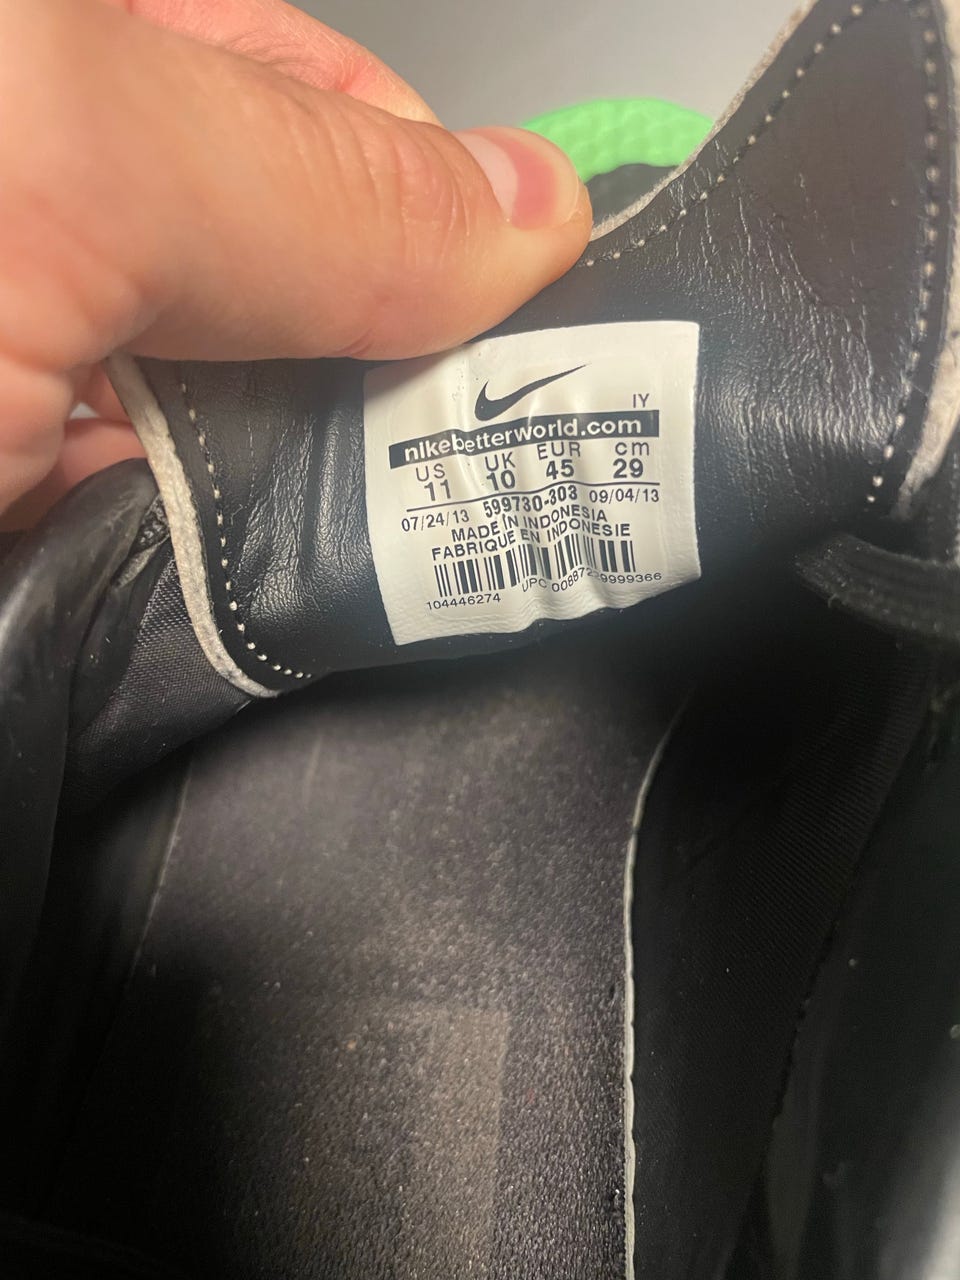 IY
nikebetterworld.com
US UK EUR cm
11 10 45 29
07/24/13 599730-303 09/04/13
MADE IN INDONESIA
FABRIQUE EN INDONESIE
104446274 UPC